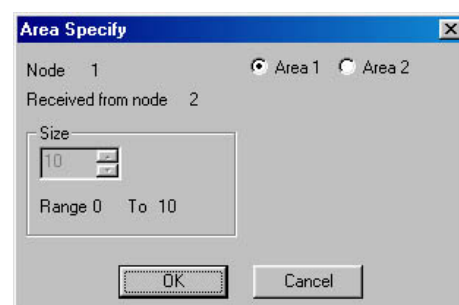 Area Specify
Node 1
Area 1 Area 2
Received from node 2
Size
10
Range 0 To 10
OK Cancel